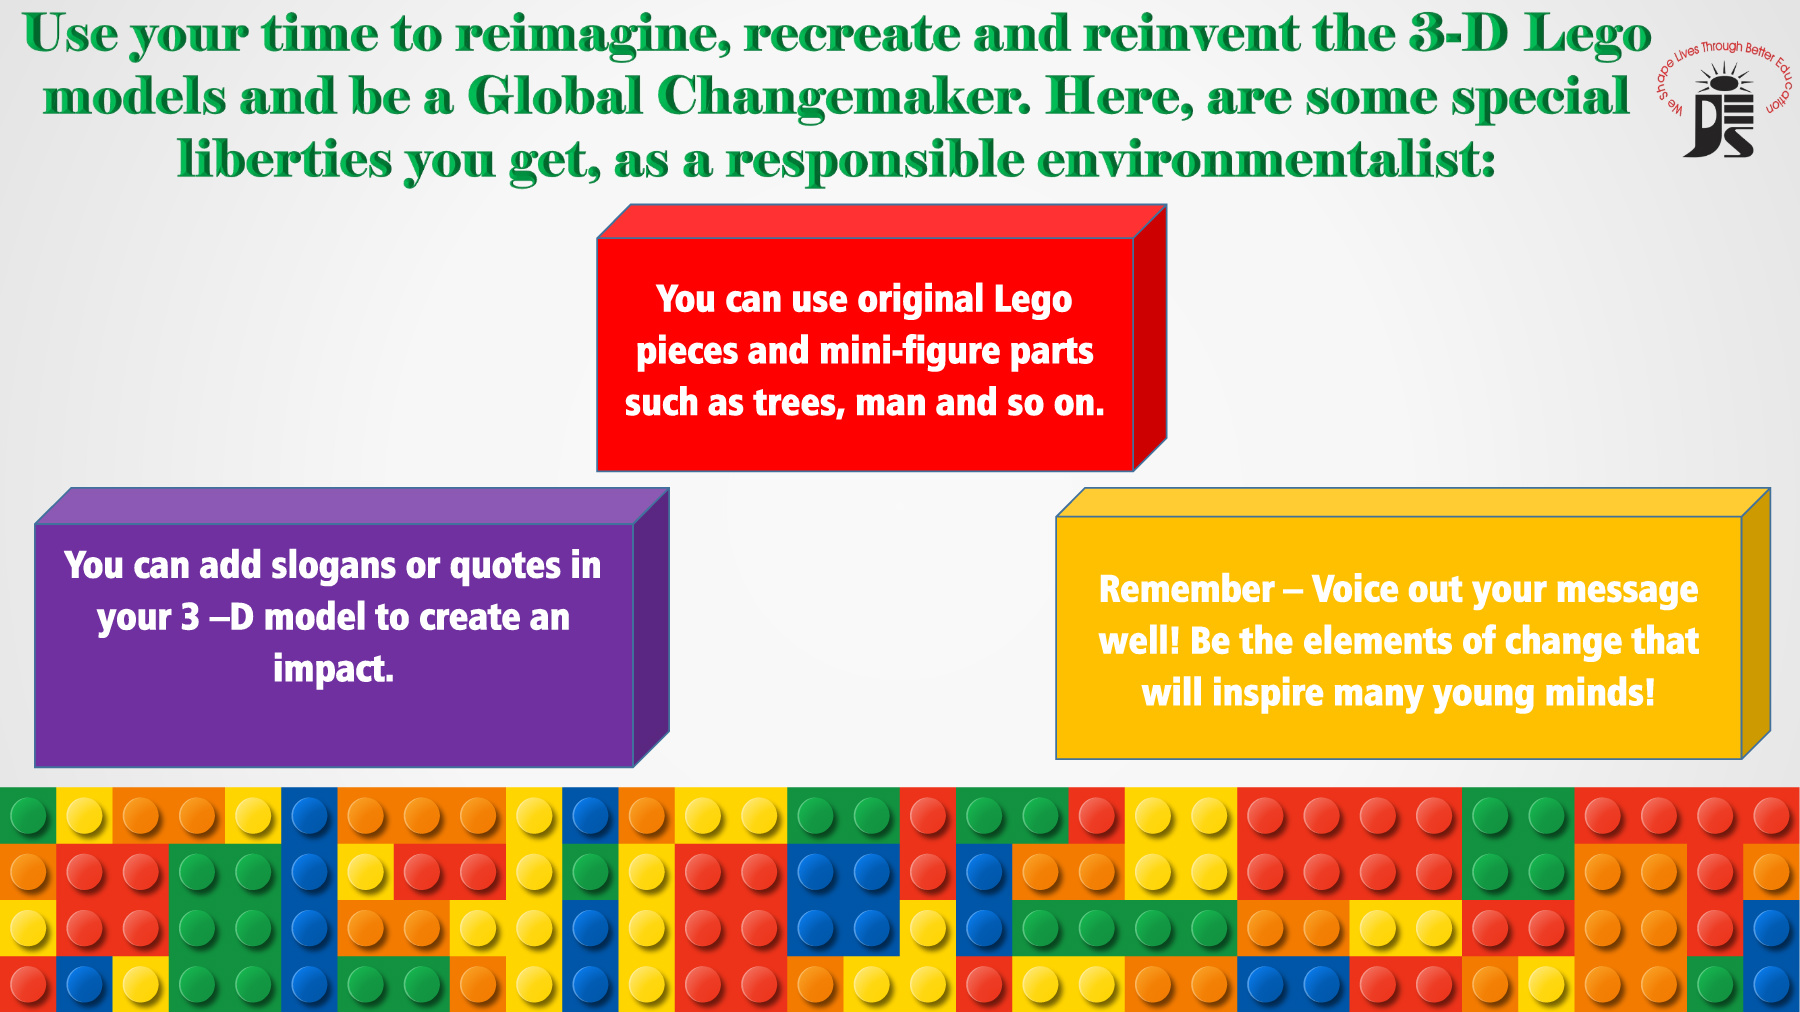 Use your time to reimagine, recreate and reinvent the 3-D Lego
models and be a Global Changemaker. Here, are some special
liberties you get, as a responsible environmentalist:
We Shape Lives Through Better Education
JES
You can use original Lego
pieces and mini-figure parts
such as trees, man and so on.
You can add slogans or quotes in
your 3 –D model to create an
impact.
Remember – Voice out your message
well! Be the elements of change that
will inspire many young minds!